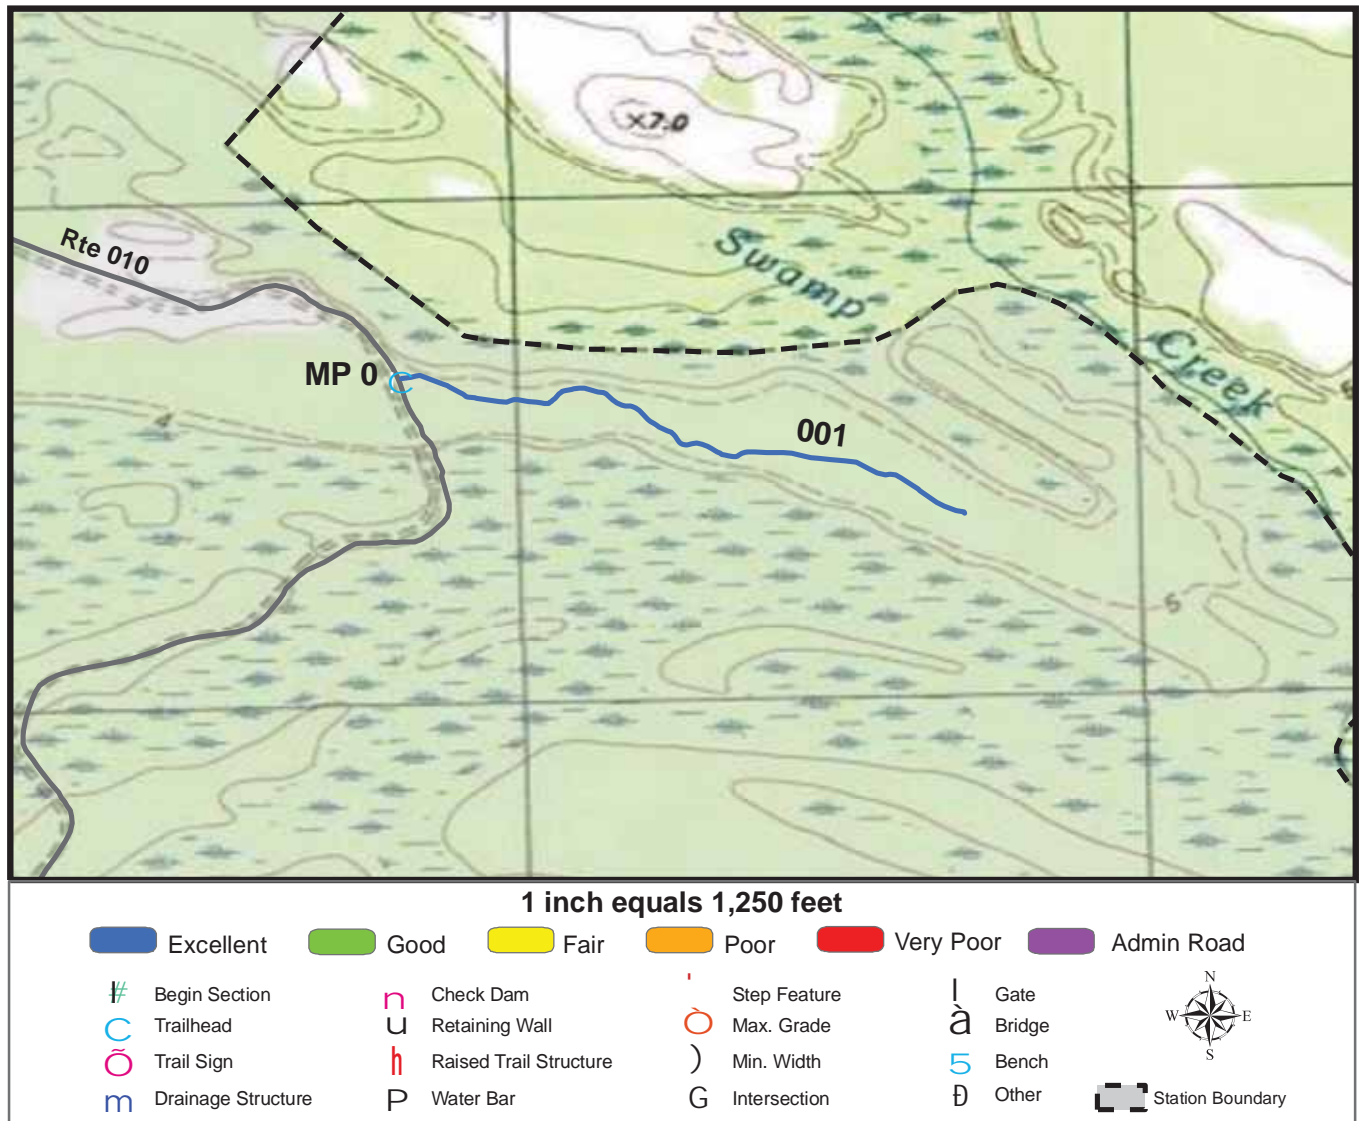 x7.0
Swamp
Creek
Rte 010
MP 0
001
4
5
1 inch equals 1,250 feet
Excellent
Good
Fair
Poor
Very Poor
Admin Road
Begin Section
Check Dam
Step Feature
Gate
C Trailhead
u Retaining Wall
Ò Max. Grade
à Bridge
Õ Trail Sign
h Raised Trail Structure
) Min. Width
5 Bench
m Drainage Structure
P Water Bar
G Intersection
Ð Other
n
C
N
W E
S
Station Boundary